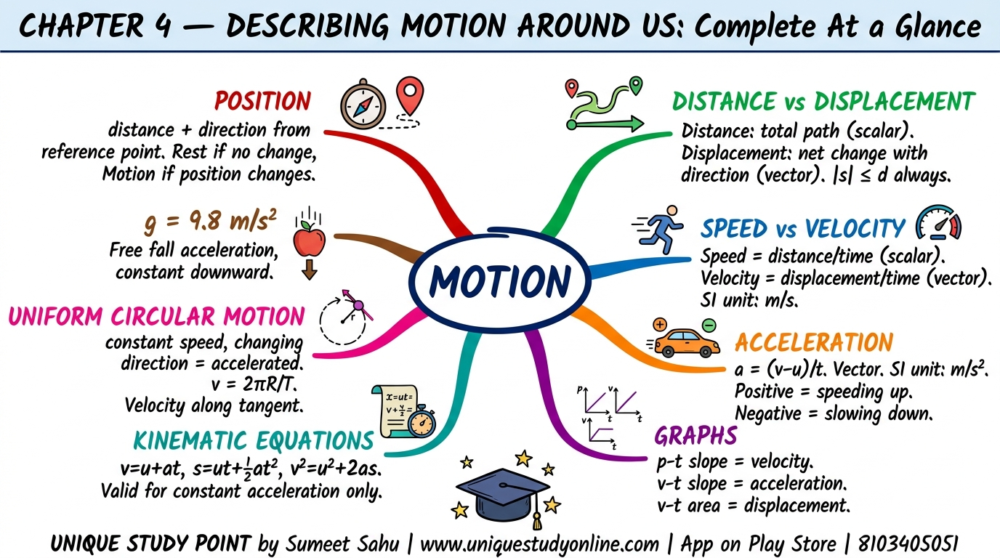 CHAPTER 4 — DESCRIBING MOTION AROUND US: Complete At a Glance
POSITION
distance + direction from
reference point. Rest if no change,
Motion if position changes.
g = 9.8 m/s²
Free fall acceleration,
constant downward.
UNIFORM CIRCULAR MOTION
r
constant speed, changing
direction = accelerated.
v = 2πR/T.
Velocity along tangent.
KINEMATIC EQUATIONS
x=ut=
v=u+at, s=ut+½at², v²=u²+2as.
Valid for constant acceleration only.
MOTION
DISTANCE vs DISPLACEMENT
Distance: total path (scalar).
Displacement: net change with
direction (vector). |s| ≤ d always.
SPEED vs VELOCITY
Speed = distance/time (scalar).
Velocity = displacement/time (vector).
SI unit: m/s.
+ −
ACCELERATION
a = (v−u)/t. Vector. SI unit: m/s².
Positive = speeding up.
Negative = slowing down.
p t v t
v t
GRAPHS
p-t slope = velocity.
v-t slope = acceleration.
v-t area = displacement.
UNIQUE STUDY POINT by Sumeet Sahu | www.uniquestudyonline.com | App on Play Store | 8103405051